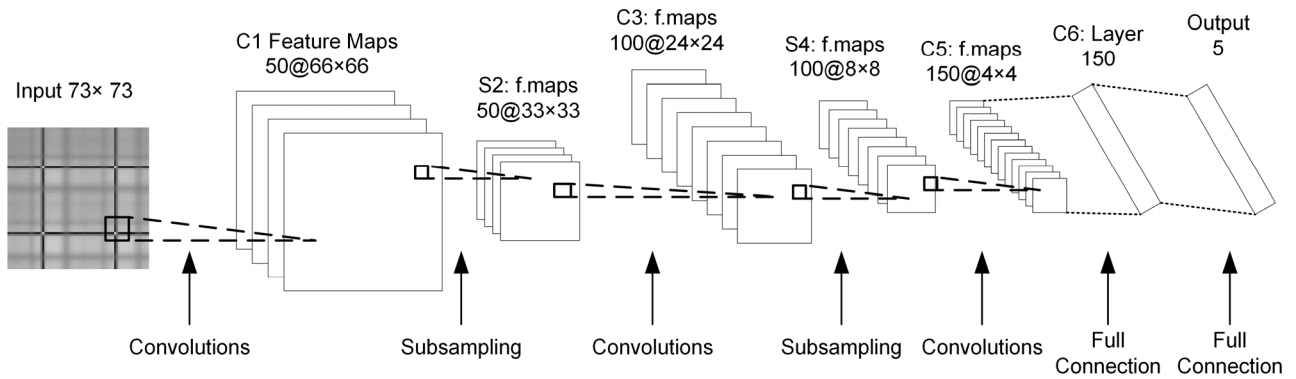 Input 73× 73
C1 Feature Maps
50@66×66
S2: f.maps
50@33×33
C3: f.maps
100@24×24
S4: f.maps
100@8×8
C5: f.maps
150@4×4
C6: Layer
150
Output
5
Convolutions
Subsampling
Convolutions
Subsampling
Convolutions
Full
Connection
Full
Connection